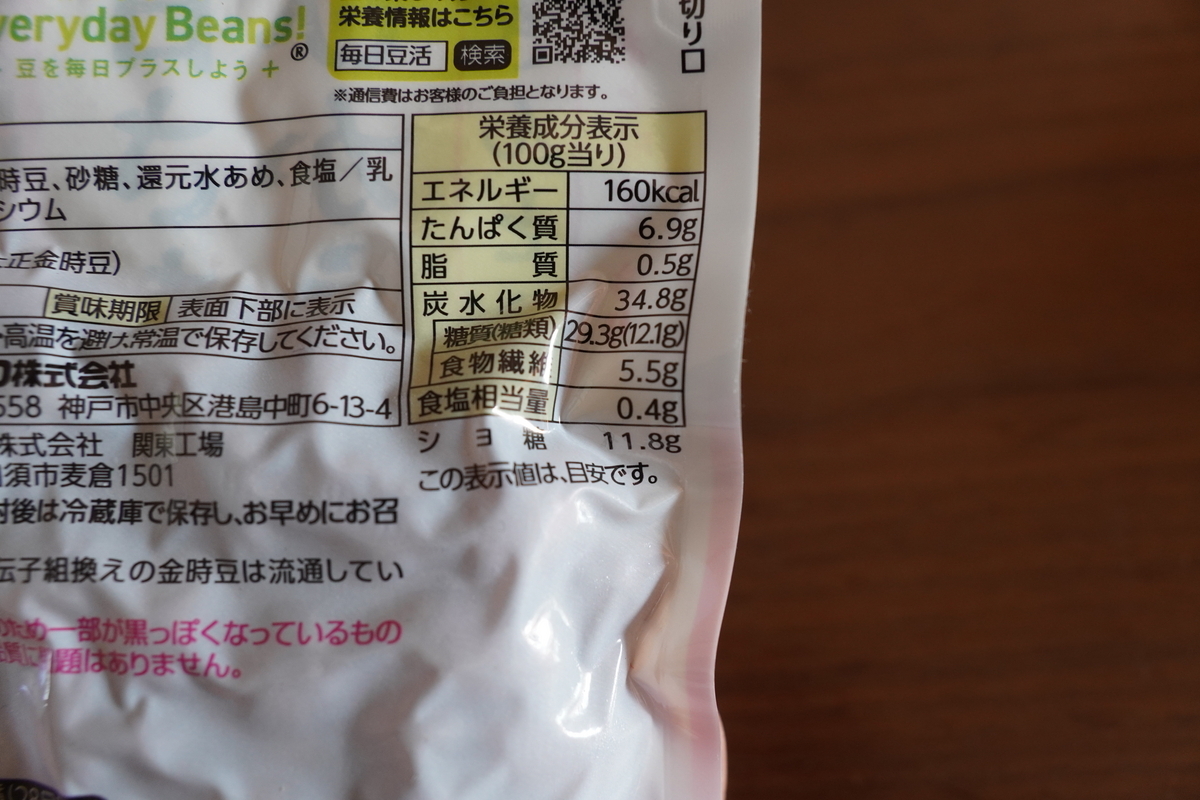 veryday Beans!®
豆を毎日プラスしよう +
栄養情報はこちら
毎日豆活 検索
切り口
※通信費はお客様のご負担となります。
時豆、砂糖、還元水あめ、食塩／乳
シウム
正金時豆)
賞味期限 表面下部に表示
高温を避け、常温で保存してください。
株式会社
558 神戸市中央区港島中町6-13-4
株式会社 関東工場
須市麦倉1501
封後は冷蔵庫で保存し、お早めにお召
伝子組換えの金時豆は流通してい
のため一部が黒っぽくなっているもの
題はありません。
栄養成分表示
(100g当り)
エネルギー 160kcal
たんぱく質 6.9g
脂質 0.5g
炭水化物 34.8g
糖質(糖類) 29.3g(12.1g)
食物繊維 5.5g
食塩相当量 0.4g
ショ糖 11.8g
この表示値は、目安です。